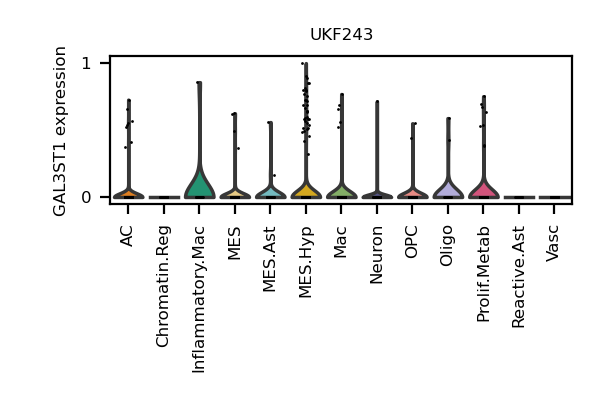 UKF243
GAL3ST1 expression
1
0
AC
Chromatin.Reg
Inflammatory.Mac
MES
MES.Ast
MES.Hyp
Mac
Neuron
OPC
Oligo
Prolif.Metab
Reactive.Ast
Vasc